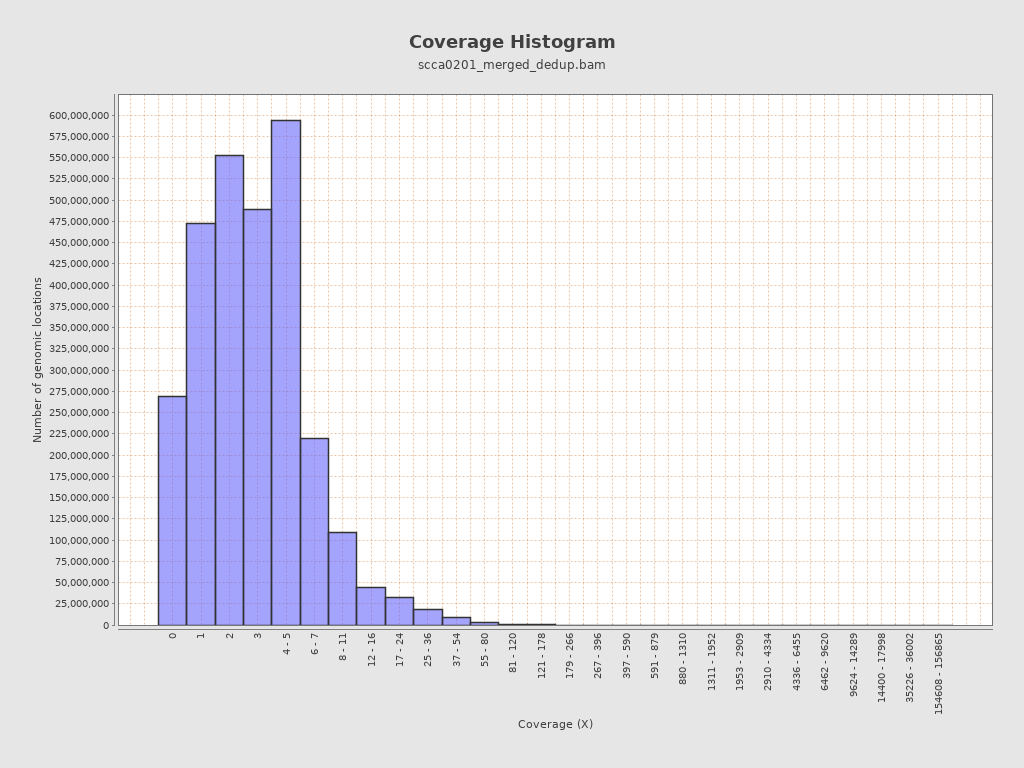 Coverage Histogram
scca0201_merged_dedup.bam
Number of genomic locations
600,000,000
575,000,000
550,000,000
525,000,000
500,000,000
475,000,000
450,000,000
425,000,000
400,000,000
375,000,000
350,000,000
325,000,000
300,000,000
275,000,000
250,000,000
225,000,000
200,000,000
175,000,000
150,000,000
125,000,000
100,000,000
75,000,000
50,000,000
25,000,000
0
0
1
2
3
4 - 5
6 - 7
8 - 11
12 - 16
17 - 24
25 - 36
37 - 54
55 - 80
81 - 120
121 - 178
179 - 266
267 - 396
397 - 590
591 - 879
880 - 1310
1311 - 1952
1953 - 2909
2910 - 4334
4336 - 6455
6462 - 9620
9624 - 14289
14400 - 17998
35226 - 36002
154608 - 156865
Coverage (X)